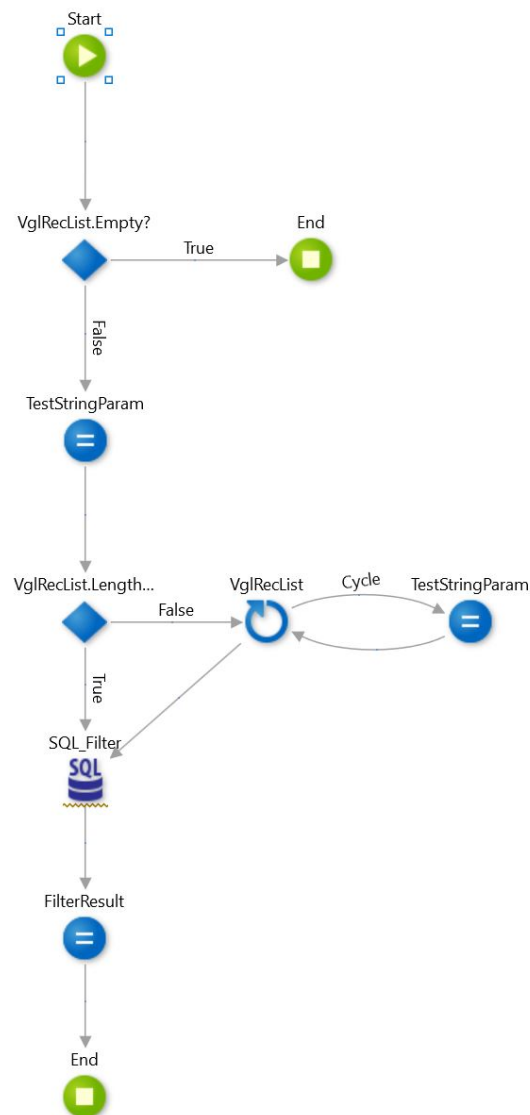 Start
VglRecList.Empty?
True
End
False
TestStringParam
VglRecList.Length...
False
VglRecList
Cycle
TestStringParam
True
SQL_Filter
SQL
FilterResult
End